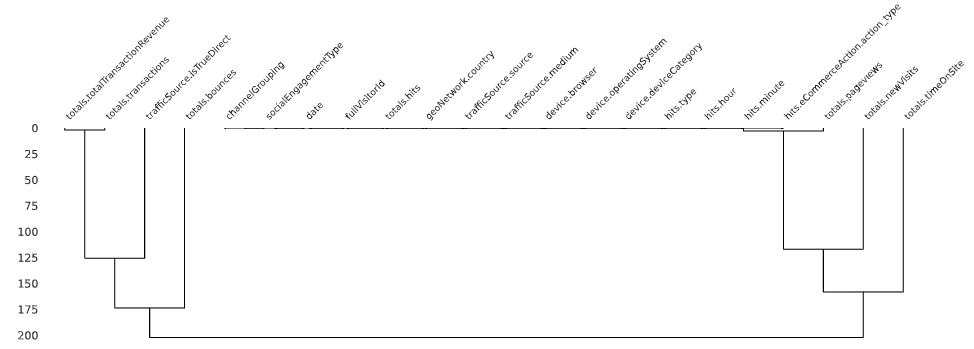 totals.totalTransactionRevenue
totals.transactions
trafficSource.isTrueDirect
totals.bounces
channelGrouping
socialEngagementType
date
fullVisitorId
totals.hits
geoNetwork.country
trafficSource.source
trafficSource.medium
device.browser
device.operatingSystem
device.deviceCategory
hits.type
hits.hour
hits.minute
hits.eCommerceAction.action_type
totals.pageviews
totals.newVisits
totals.timeOnSite
0
25
50
75
100
125
150
175
200